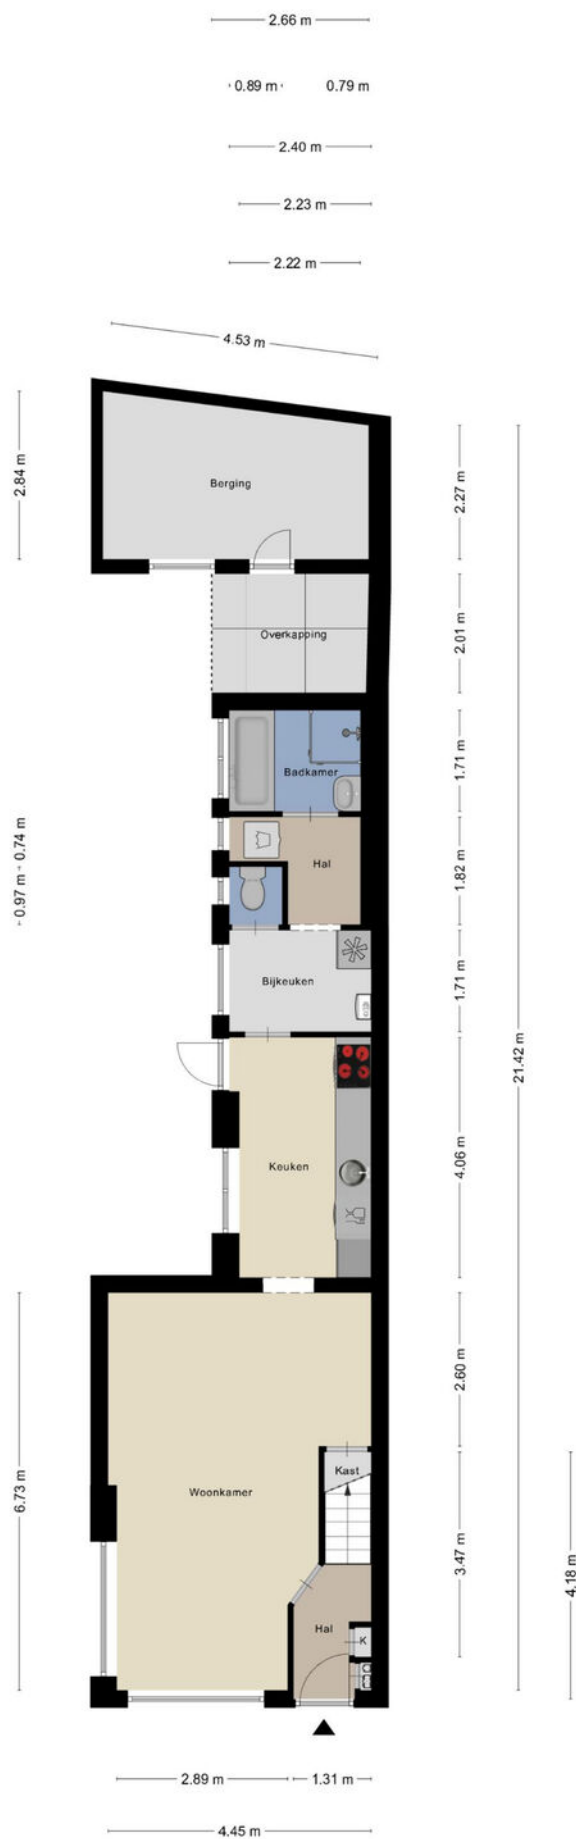 2.66 m
0.89 m
0.79 m
2.40 m
2.23 m
2.22 m
4.53 m
2.84 m
Berging
2.27 m
Overkapping
2.01 m
Badkamer
1.71 m
0.97 m
0.74 m
Hal
1.82 m
Bijkeuken
1.71 m
21.42 m
Keuken
4.06 m
2.60 m
Kast
Woonkamer
6.73 m
3.47 m
4.18 m
Hal
K
2.89 m
1.31 m
4.45 m